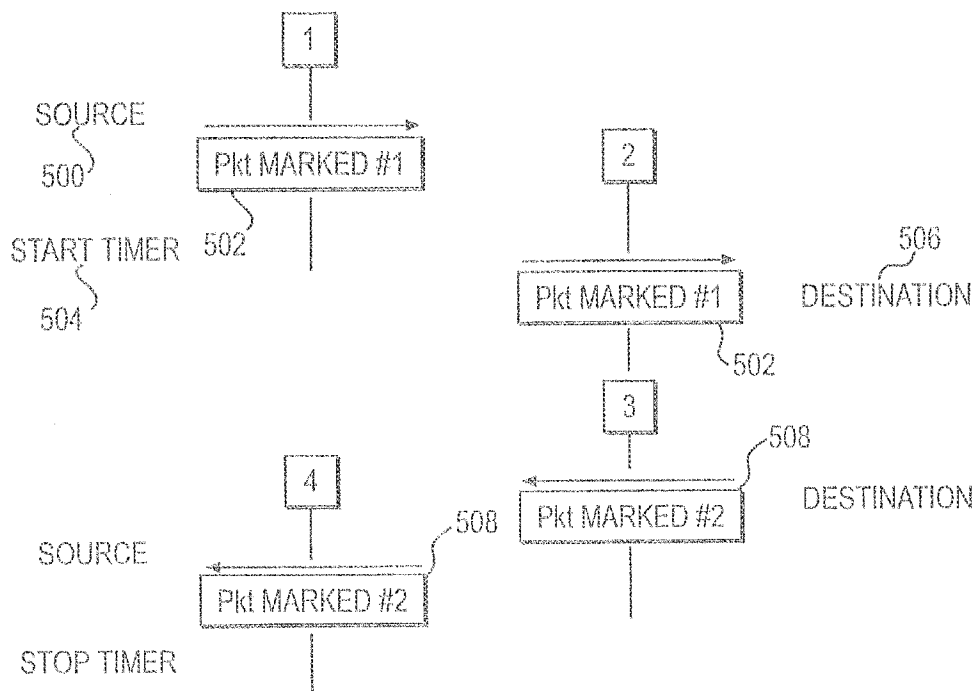 1
SOURCE
500
Pkt MARKED #1
502
START TIMER
504
2
506
Pkt MARKED #1
DESTINATION
502
3
508
Pkt MARKED #2
DESTINATION
4
508
SOURCE
Pkt MARKED #2
STOP TIMER